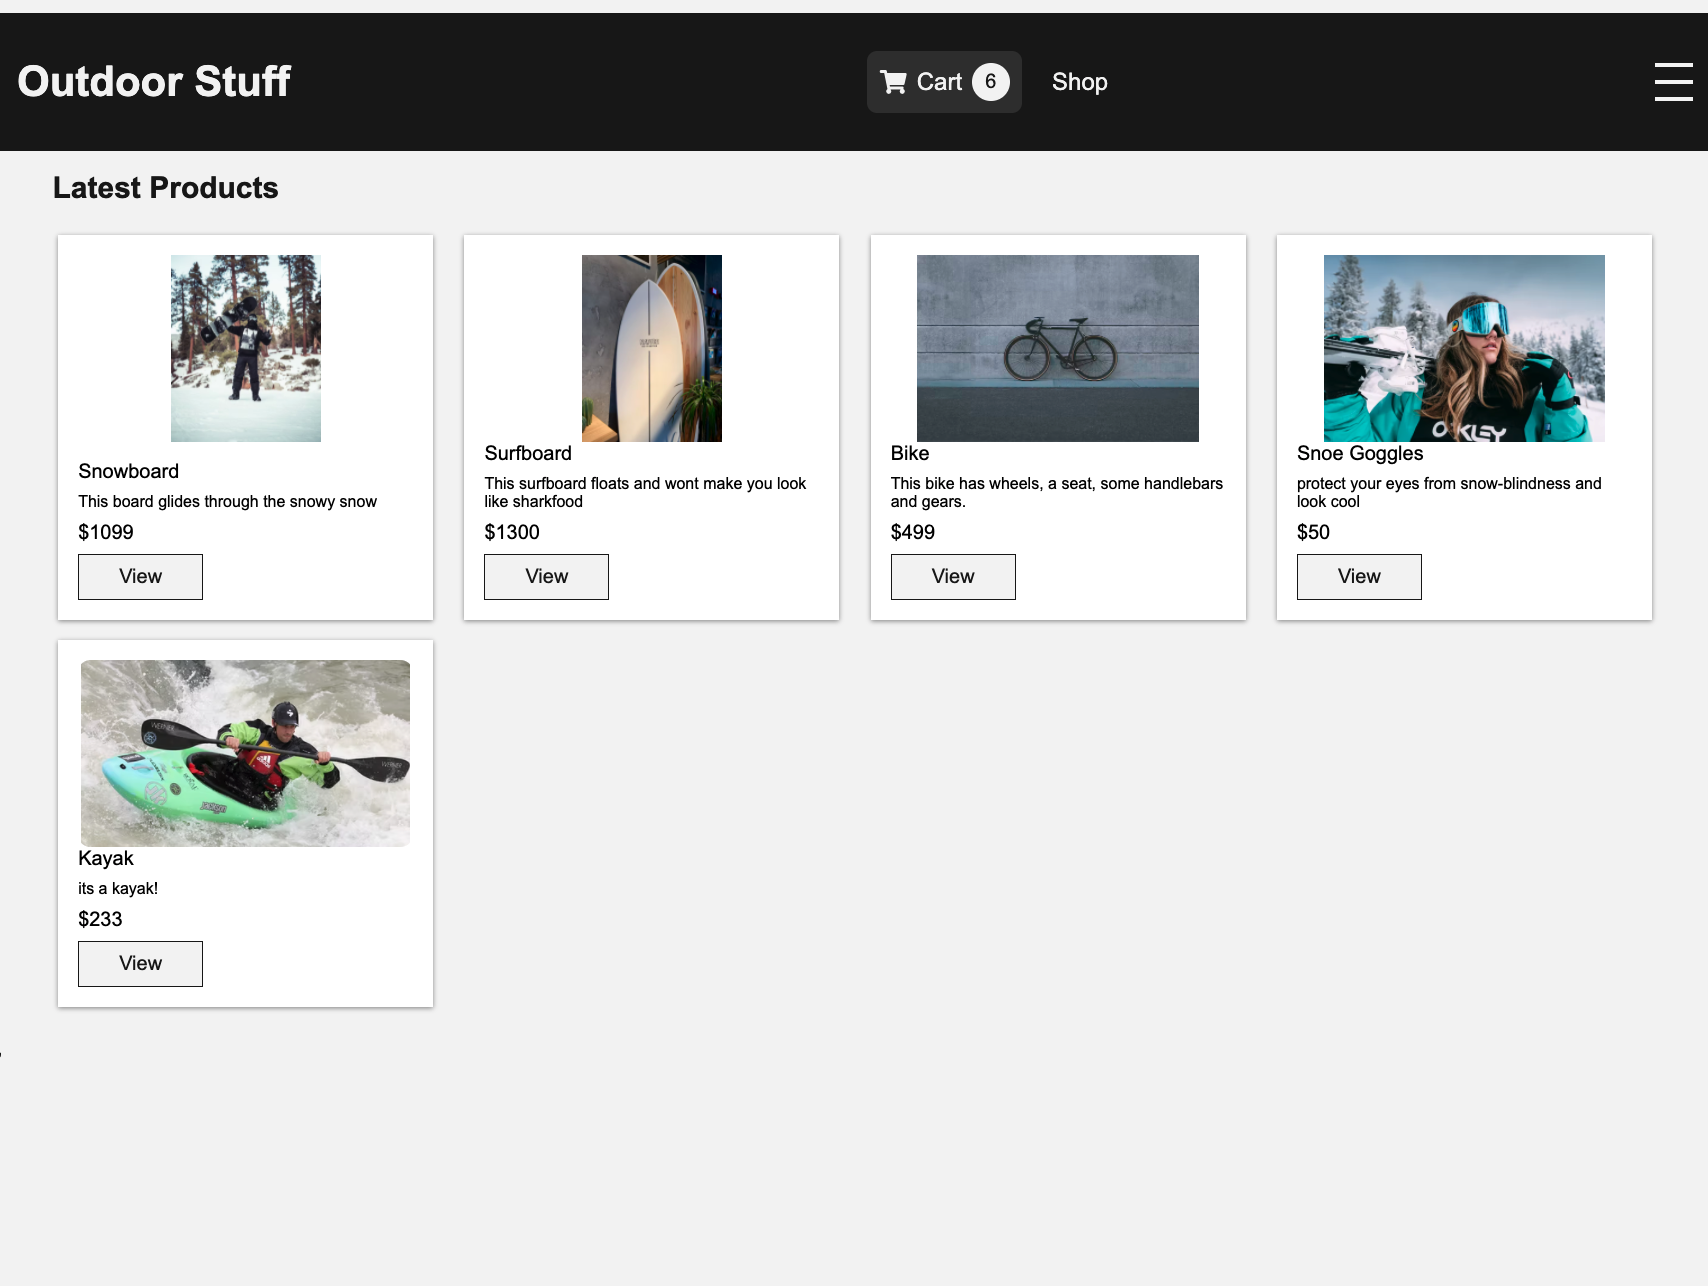 Outdoor Stuff
Cart 6
Shop
Latest Products
Snowboard
This board glides through the snowy snow
$1099
View
Surfboard
This surfboard floats and wont make you look
like sharkfood
$1300
View
Bike
This bike has wheels, a seat, some handlebars
and gears.
$499
View
OAKLEY
Snoe Goggles
protect your eyes from snow-blindness and
look cool
$50
View
WERNER
WERNER
Kayak
its a kayak!
$233
View